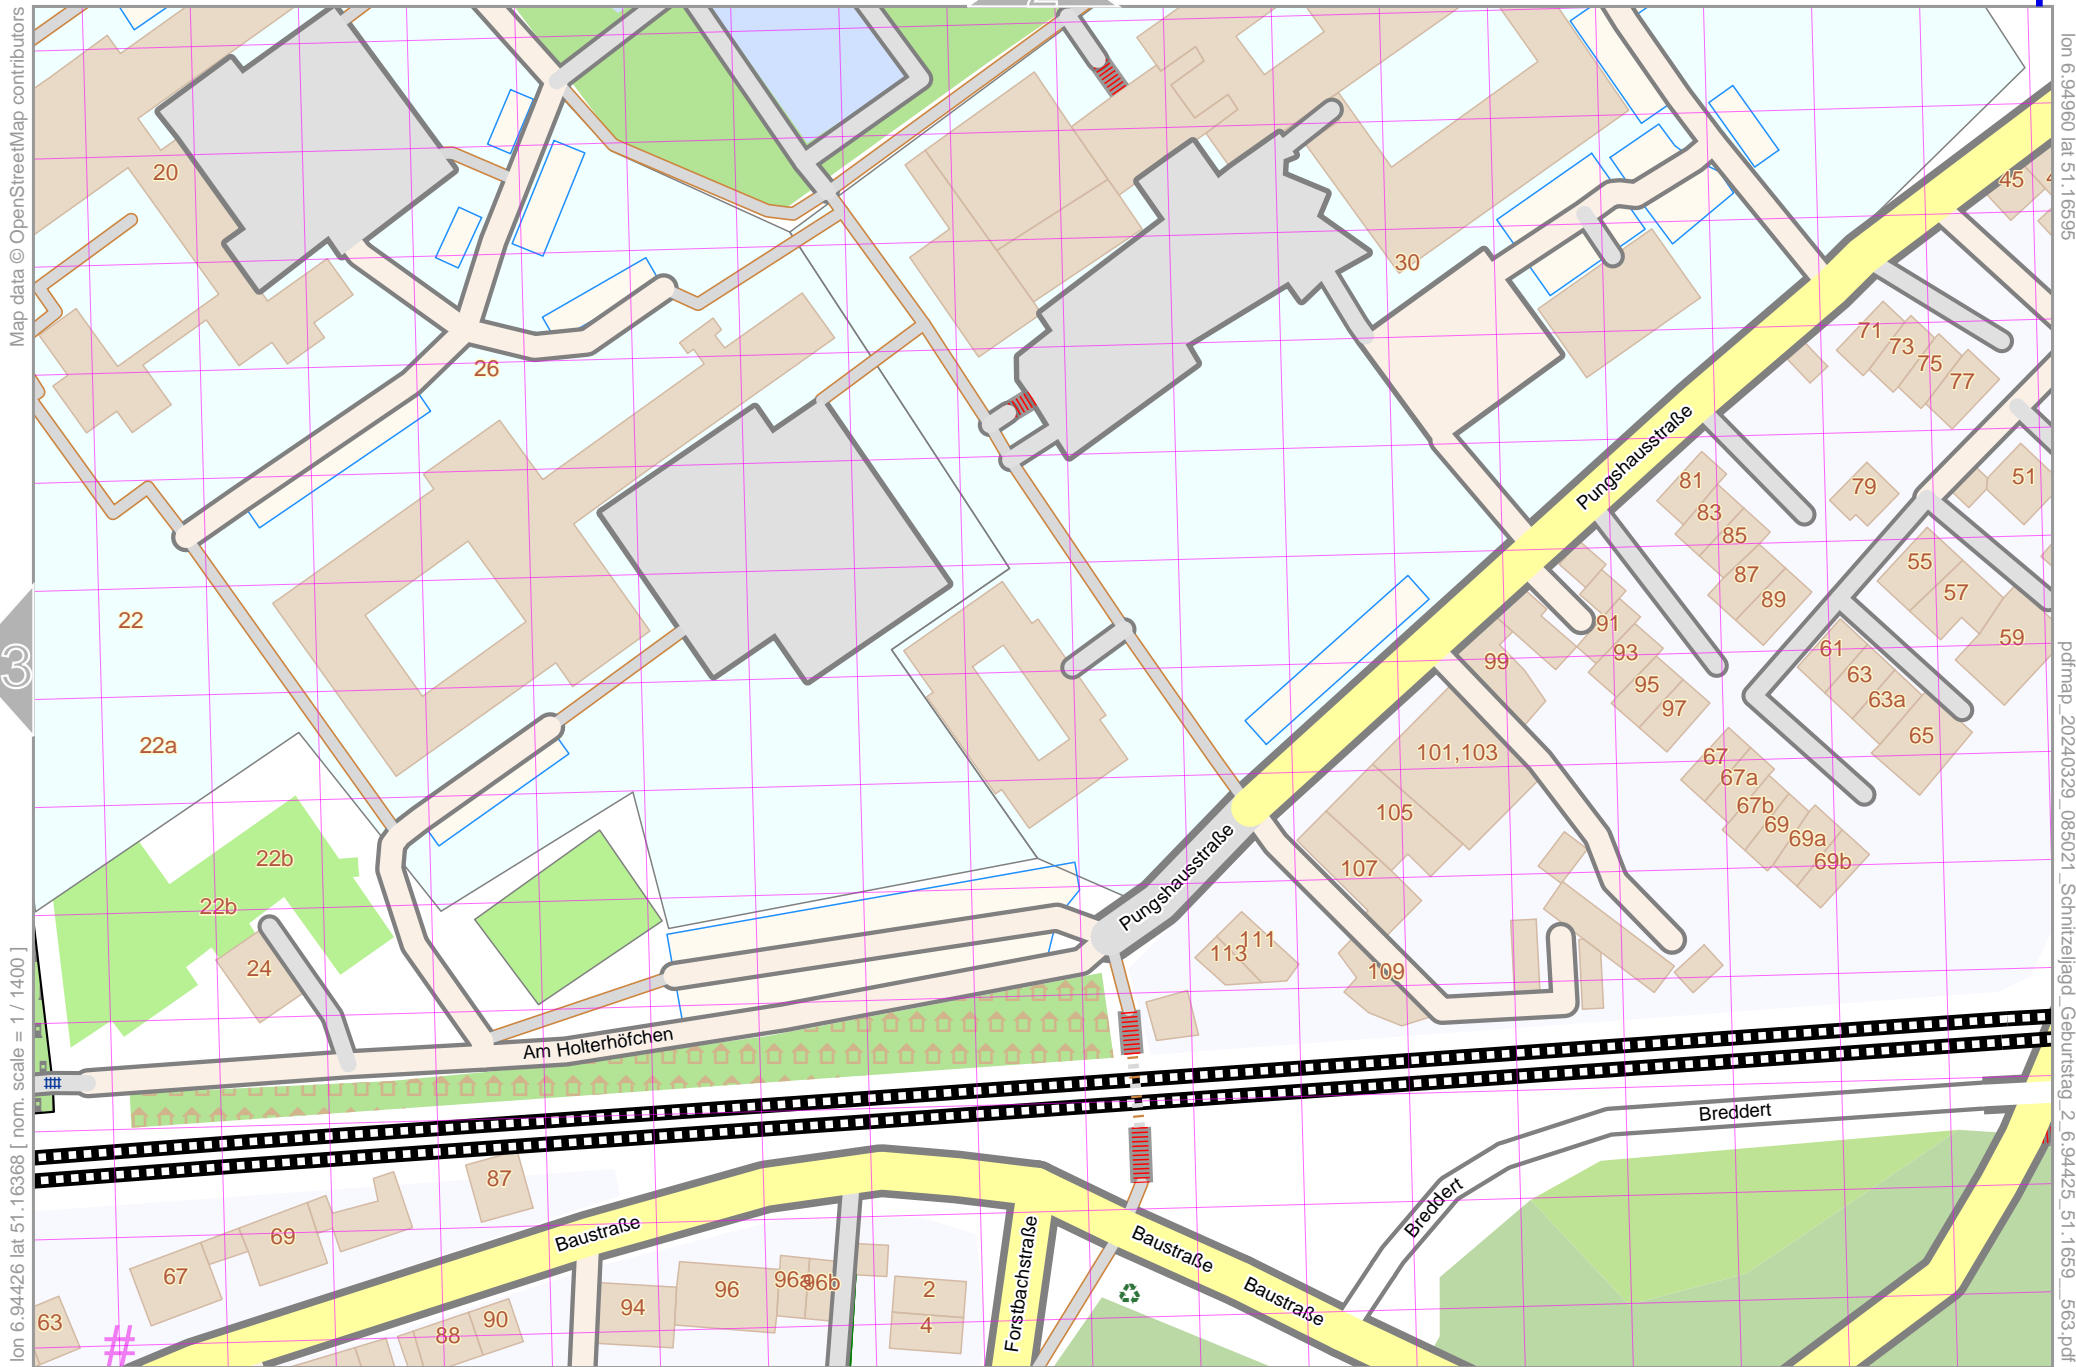 2
Map data © OpenStreetMap contributors
lon 6.94960 lat 51.16595
20
45
30
71
73
75
77
26
Pungshausstraße
81
79
51
83
85
55
87
57
89
22
91
59
93
61
99
63
3
95
63a
97
65
22a
101,103
67
67a
67b
105
69
69a
Pungshausstraße
69b
22b
107
22b
111
113
24
109
Am Holterhöfchen
Breddert
87
Breddert
69
Baustraße
Baustraße
67
96a
96b
96
2
Baustraße
94
Forstbachstraße
63
90
88
4
#
lon 6.94426 lat 51.16368 [ nom. scale = 1 / 1400 ]
pdfmap_20240329_085021_Schnitzeljagd_Geburtstag_2_6.94425_51.1659__563.pdf